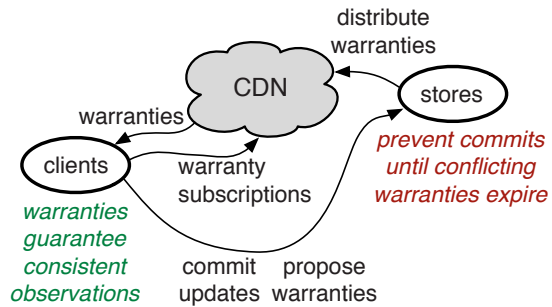 distribute
warranties
CDN
stores
warranties
prevent commits
until conflicting
warranties expire
clients
warranty
subscriptions
warranties
guarantee
consistent
observations
commit propose
updates warranties